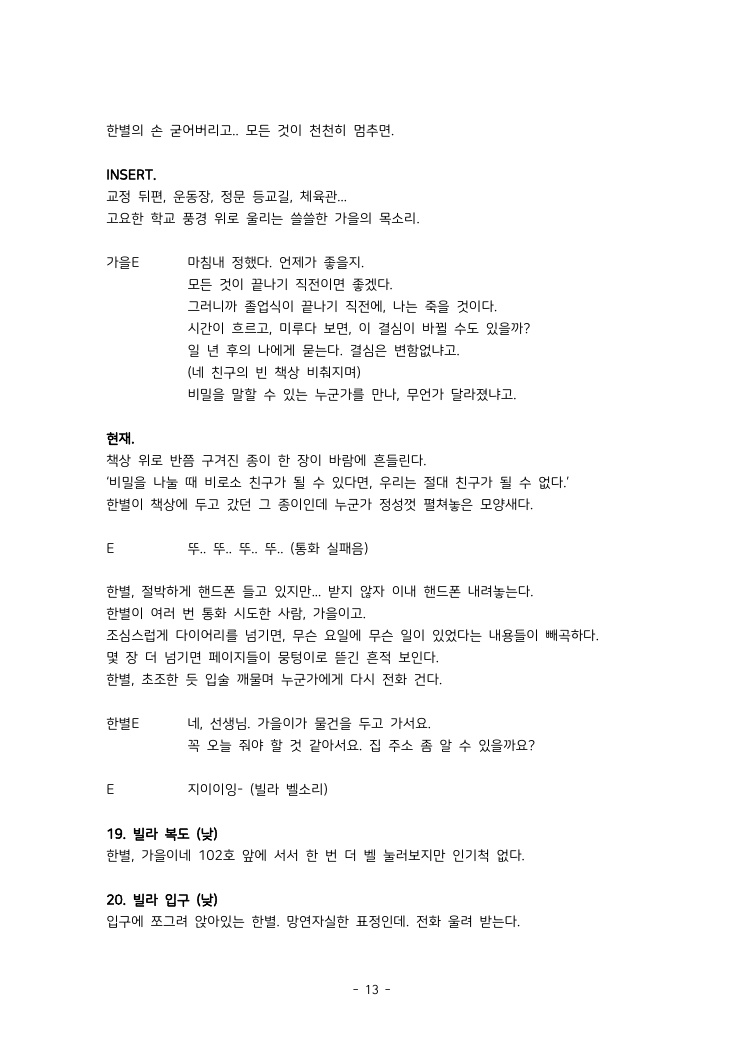 한별의 손 굳어버리고.. 모든 것이 천천히 멈추면.
INSERT.
교정 뒤편, 운동장, 정문 등교길, 체육관...
고요한 학교 풍경 위로 울리는 쓸쓸한 가을의 목소리.
가을E 마침내 정했다. 언제가 좋을지.
모든 것이 끝나기 직전이면 좋겠다.
그러니까 졸업식이 끝나기 직전에, 나는 죽을 것이다.
시간이 흐르고, 미루다 보면, 이 결심이 바뀔 수도 있을까?
일 년 후의 나에게 묻는다. 결심은 변함없냐고.
(네 친구의 빈 책상 비춰지며)
비밀을 말할 수 있는 누군가를 만나, 무언가 달라졌냐고.
현재.
책상 위로 반쯤 구겨진 종이 한 장이 바람에 흔들린다.
‘비밀을 나눌 때 비로소 친구가 될 수 있다면, 우리는 절대 친구가 될 수 없다.’
한별이 책상에 두고 갔던 그 종이인데 누군가 정성껏 펼쳐놓은 모양새다.
E 뚜.. 뚜.. 뚜.. 뚜.. (통화 실패음)
한별, 절박하게 핸드폰 들고 있지만... 받지 않자 이내 핸드폰 내려놓는다.
한별이 여러 번 통화 시도한 사람, 가을이고.
조심스럽게 다이어리를 넘기면, 무슨 요일에 무슨 일이 있었다는 내용들이 빼곡하다.
몇 장 더 넘기면 페이지들이 뭉텅이로 뜯긴 흔적 보인다.
한별, 초조한 듯 입술 깨물며 누군가에게 다시 전화 건다.
한별E 네, 선생님. 가을이가 물건을 두고 가서요.
꼭 오늘 줘야 할 것 같아서요. 집 주소 좀 알 수 있을까요?
E 지이이잉- (빌라 벨소리)
19. 빌라 복도 (낮)
한별, 가을이네 102호 앞에 서서 한 번 더 벨 눌러보지만 인기척 없다.
20. 빌라 입구 (낮)
입구에 쪼그려 앉아있는 한별. 망연자실한 표정인데. 전화 울려 받는다.
- 13 -